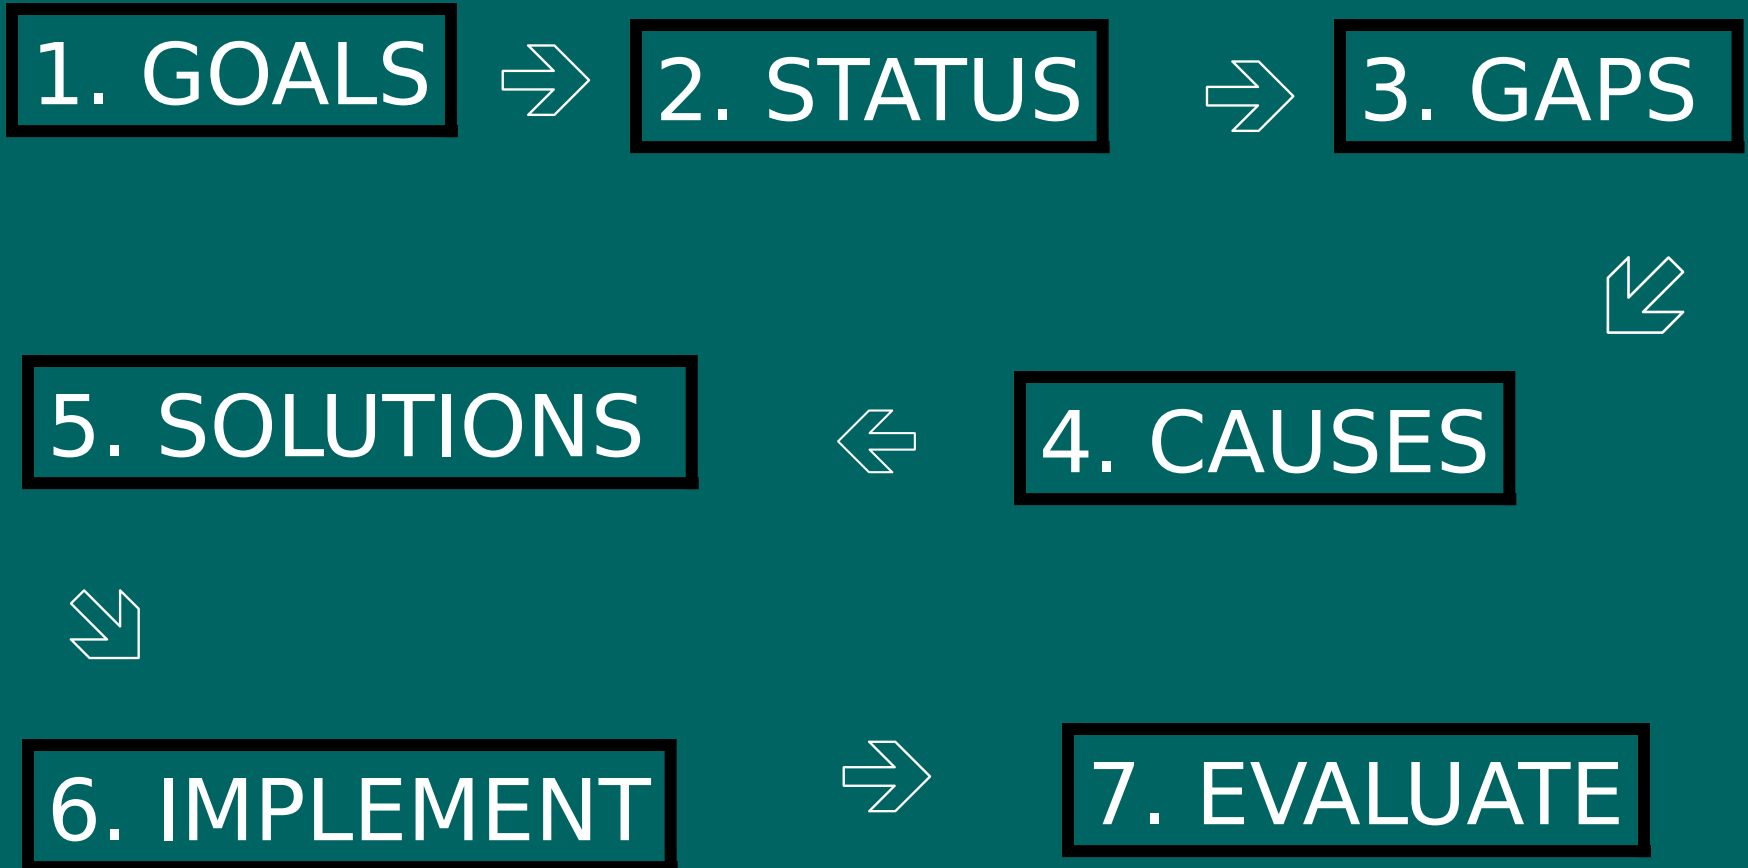 1. GOALS
2. STATUS
3. GAPS
4. CAUSES
5. SOLUTIONS
6. IMPLEMENT
7. EVALUATE